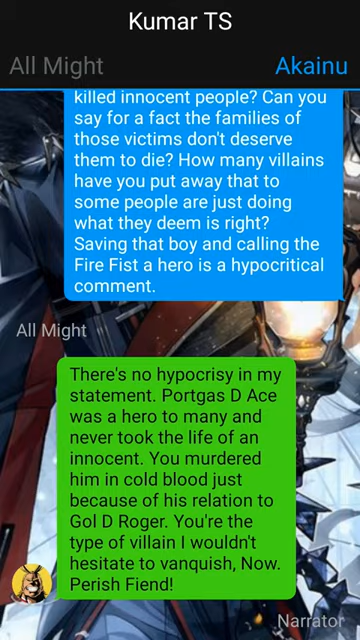 Kumar TS
All Might
Akainu
killed innocent people? Can you
say for a fact the families of
those victims don't deserve
them to die? How many villains
have you put away that to
some people are just doing
what they deem is right?
Saving that boy and calling the
Fire Fist a hero is a hypocritical
comment.
All Might
There's no hypocrisy in my
statement. Portgas D Ace
was a hero to many and
never took the life of an
innocent. You murdered
him in cold blood just
because of his relation to
Gol D Roger. You're the
type of villain I wouldn't
hesitate to vanquish, Now.
Perish Fiend!
Narrator